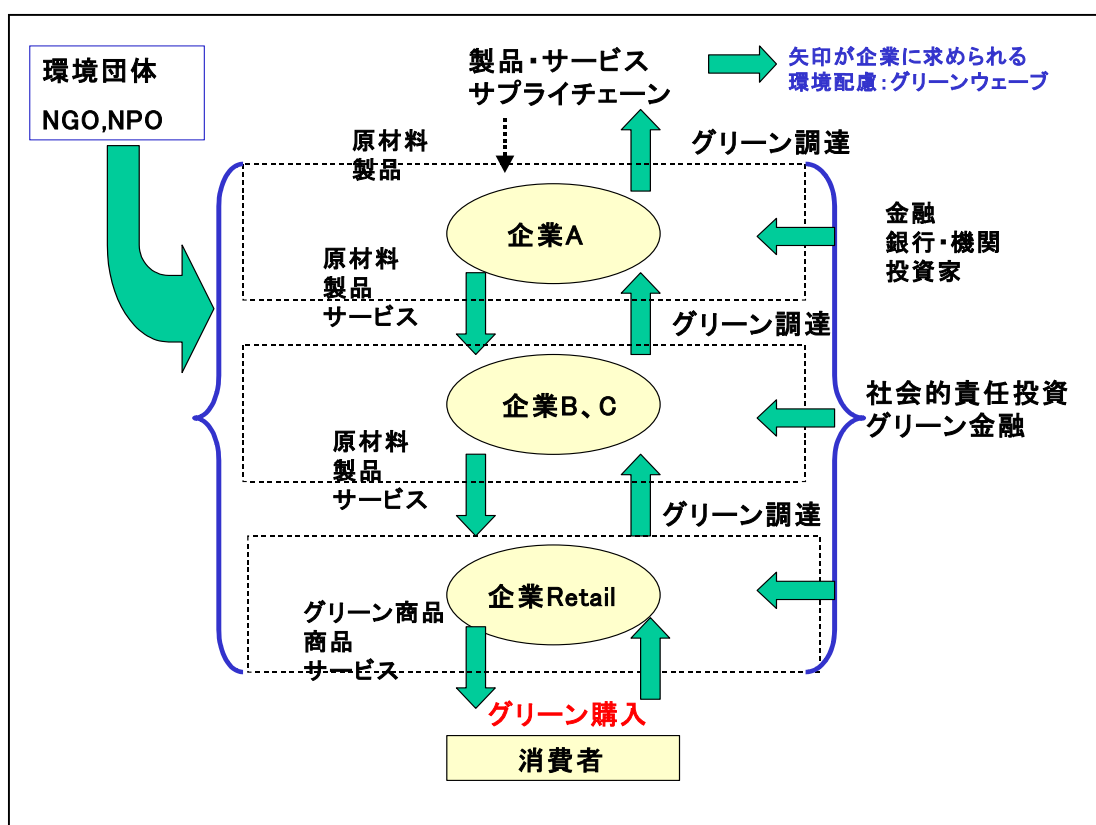 環境団体
NGO,NPO
製品・サービス
サプライチェーン
矢印が企業に求められる
環境配慮:グリーンウェーブ
原材料
製品
グリーン調達
企業A
金融
銀行・機関
投資家
原材料
製品
サービス
グリーン調達
企業B、C
社会的責任投資
グリーン金融
原材料
製品
サービス
グリーン調達
企業Retail
グリーン商品
商品
サービス
グリーン購入
消費者